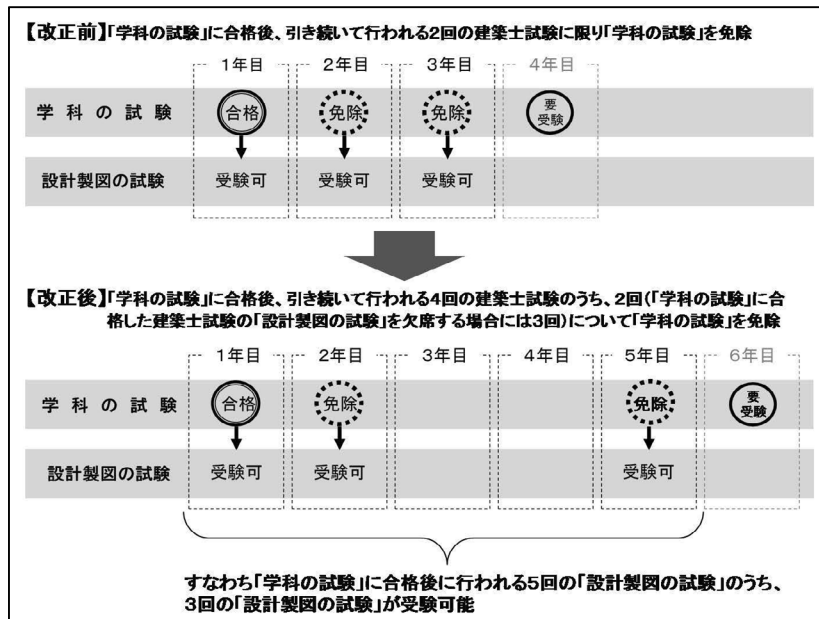 【改正前】「学科の試験」に合格後、引き続いて行われる2回の建築士試験に限り「学科の試験」を免除
1年目 2年目 3年目 4年目
学科の試験 合格 免除 免除 要受験
設計製図の試験 受験可 受験可 受験可
【改正後】「学科の試験」に合格後、引き続いて行われる4回の建築士試験のうち、2回(「学科の試験」に合
格した建築士試験の「設計製図の試験」を欠席する場合には3回)について「学科の試験」を免除
1年目 2年目 3年目 4年目 5年目 6年目
学科の試験 合格 免除 免除 要受験
設計製図の試験 受験可 受験可 受験可
すなわち「学科の試験」に合格後に行われる5回の「設計製図の試験」のうち、
3回の「設計製図の試験」が受験可能